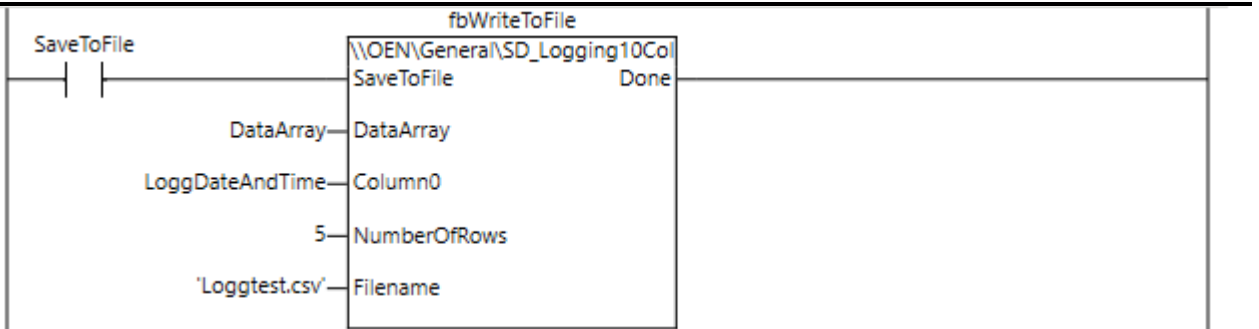 fbWriteToFile
SaveToFile
\\OEN\General\SD_Logging10Col
SaveToFile Done
DataArray DataArray
LoggDateAndTime Column0
5 NumberOfRows
'Loggtest.csv' Filename